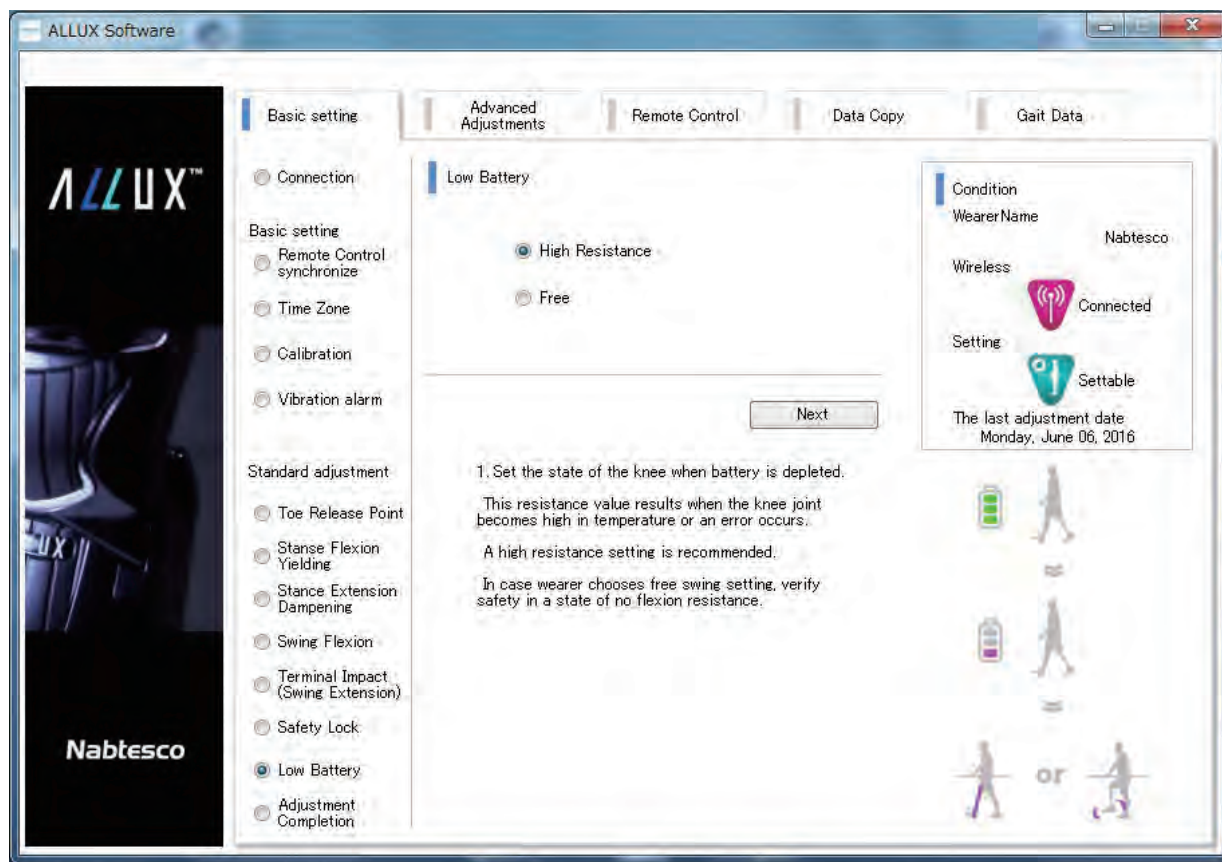 ALLUX Software
ALLUX™
UX
Nabtesco
Basic setting
Advanced
Adjustments
Remote Control
Data Copy
Gait Data
Connection
Basic setting
Remote Control
synchronize
Time Zone
Calibration
Vibration alarm
Standard adjustment
Toe Release Point
Stanse Flexion
Yielding
Stance Extension
Dampening
Swing Flexion
Terminal Impact
(Swing Extension)
Safety Lock
Low Battery
Adjustment
Completion
Low Battery
High Resistance
Free
Next
1. Set the state of the knee when battery is depleted.
This resistance value results when the knee joint
becomes high in temperature or an error occurs.
A high resistance setting is recommended.
In case wearer chooses free swing setting, verify
safety in a state of no flexion resistance.
Condition
WearerName
Nabtesco
Wireless
Connected
Setting
Settable
The last adjustment date
Monday, June 06, 2016
or